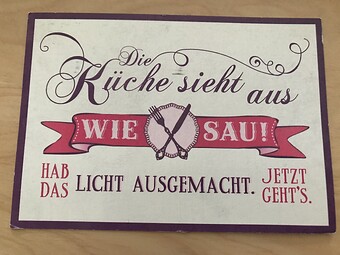 Die
Küche sieht aus
WIE SAU!
HAB DAS LICHT AUSGEMACHT. JETZT GEHT'S.